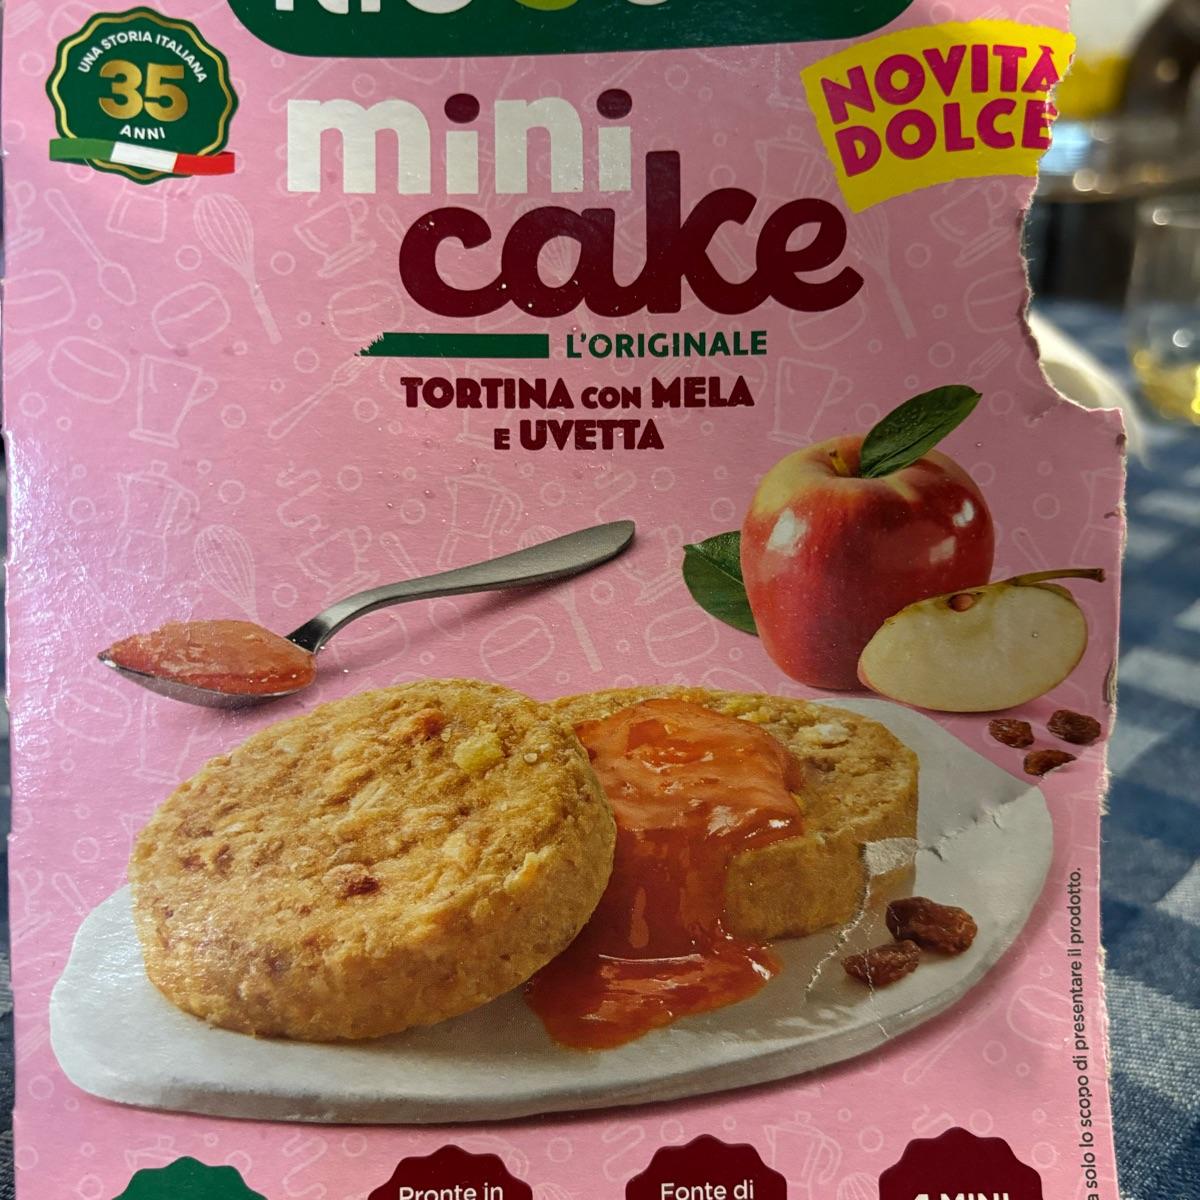 UNA STORIA ITALIANA
35
ANNI
NOVITÀ
DOLCE
mini
cake
L'ORIGINALE
TORTINA CON MELA
E UVETTA
solo lo scopo di presentare il prodotto.
Pronte in
Fonte di
4 MINI